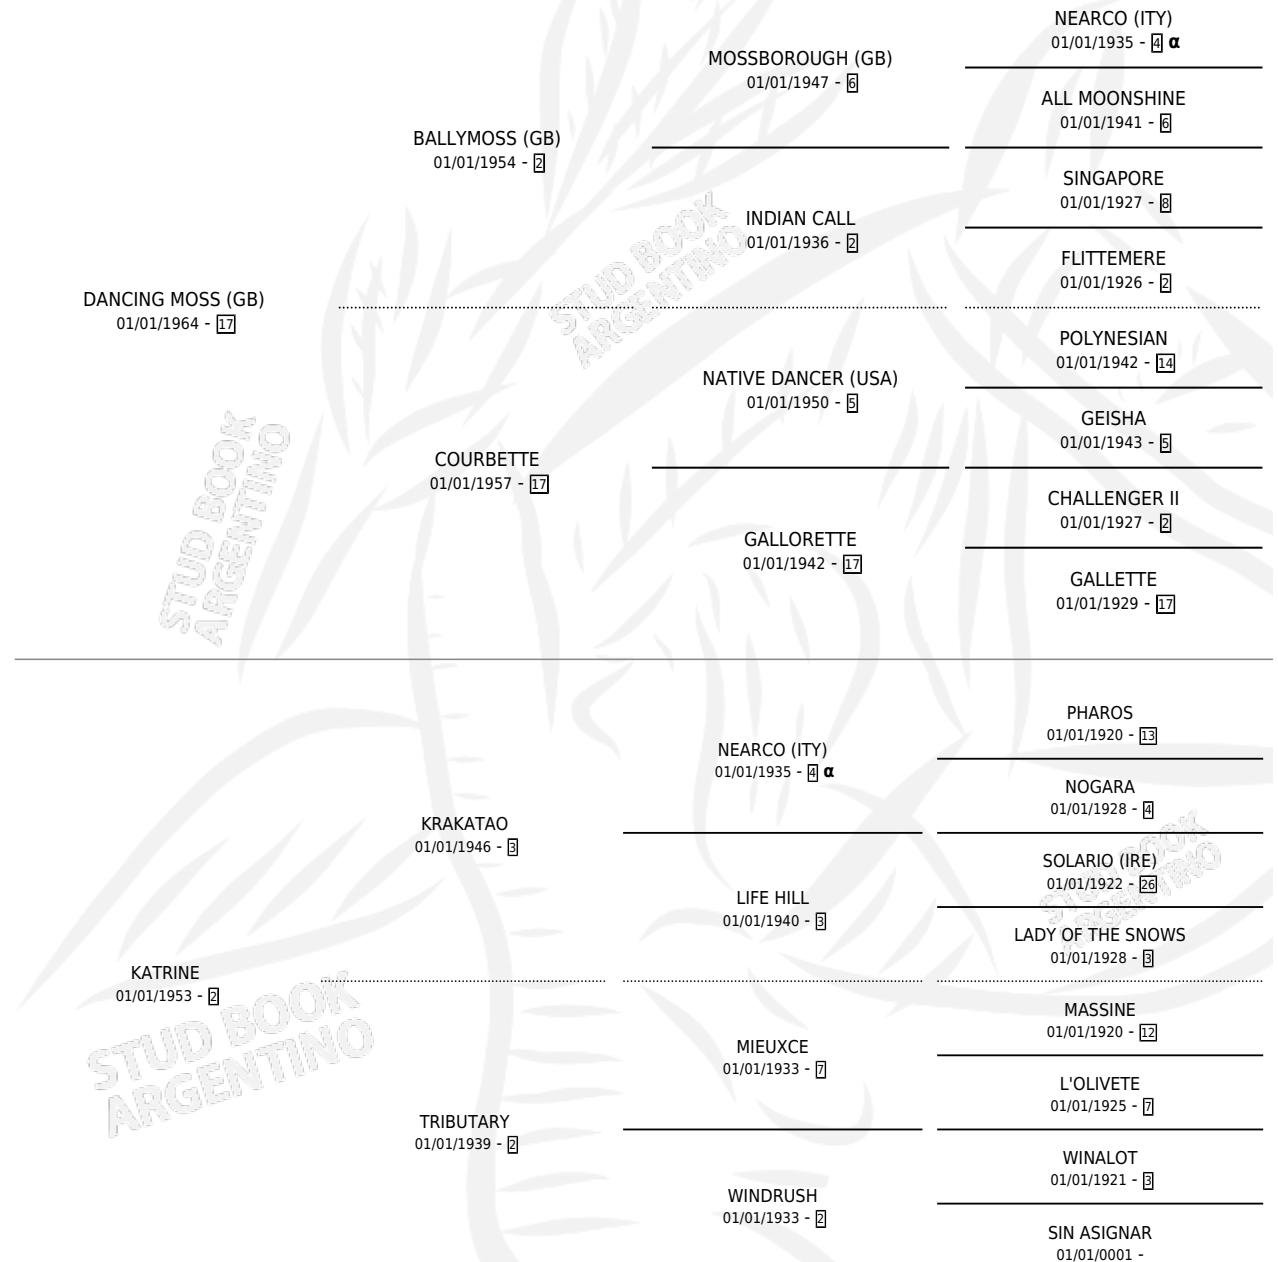 NEARCO (ITY)
01/01/1935 - 4 α
MOSSBOROUGH (GB)
01/01/1947 - 6
ALL MOONSHINE
01/01/1941 - 6
BALLYMOSS (GB)
01/01/1954 - 2
SINGAPORE
01/01/1927 - 8
INDIAN CALL
01/01/1936 - 2
FLITTEMERE
01/01/1926 - 2
DANCING MOSS (GB)
01/01/1964 - 17
POLYNESIAN
01/01/1942 - 14
NATIVE DANCER (USA)
01/01/1950 - 5
GEISHA
01/01/1943 - 5
COURBETTE
01/01/1957 - 17
CHALLENGER II
01/01/1927 - 2
GALLORETTE
01/01/1942 - 17
GALLETTE
01/01/1929 - 17
PHAROS
01/01/1920 - 13
NEARCO (ITY)
01/01/1935 - 4 α
NOGARA
01/01/1928 - 4
KRAKATAO
01/01/1946 - 3
SOLARIO (IRE)
01/01/1922 - 26
LIFE HILL
01/01/1940 - 3
LADY OF THE SNOWS
01/01/1928 - 3
KATRINE
01/01/1953 - 2
MASSINE
01/01/1920 - 12
MIEUXCE
01/01/1933 - 7
L'OLIVETE
01/01/1925 - 7
TRIBUTARY
01/01/1939 - 2
WINALOT
01/01/1921 - 3
WINDRUSH
01/01/1933 - 2
SIN ASIGNAR
01/01/0001 -
STUD BOOK
ARGENTINO
STUD BOOK
ARGENTINO
STUD BOOK
ARGENTINO
STUD BOOK
ARGENTINO